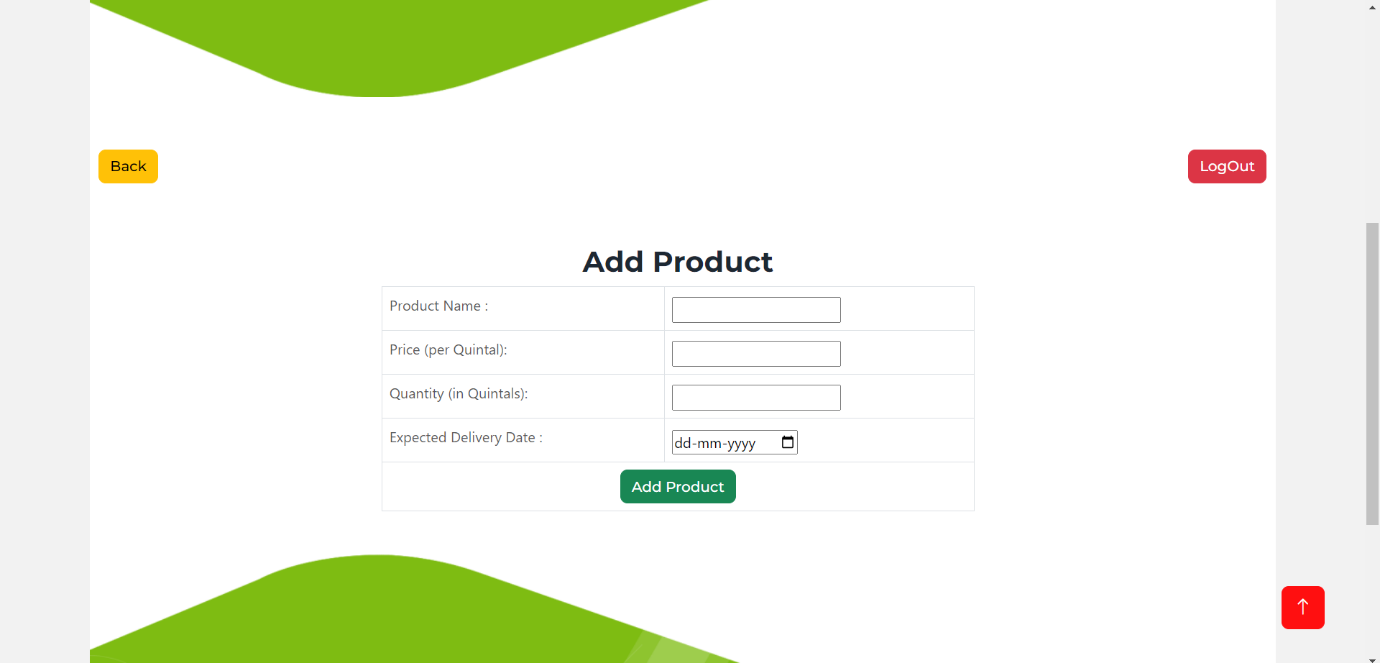 Back
LogOut
Add Product
Product Name :
Price (per Quintal):
Quantity (in Quintals):
Expected Delivery Date :
dd-mm-yyyy
Add Product